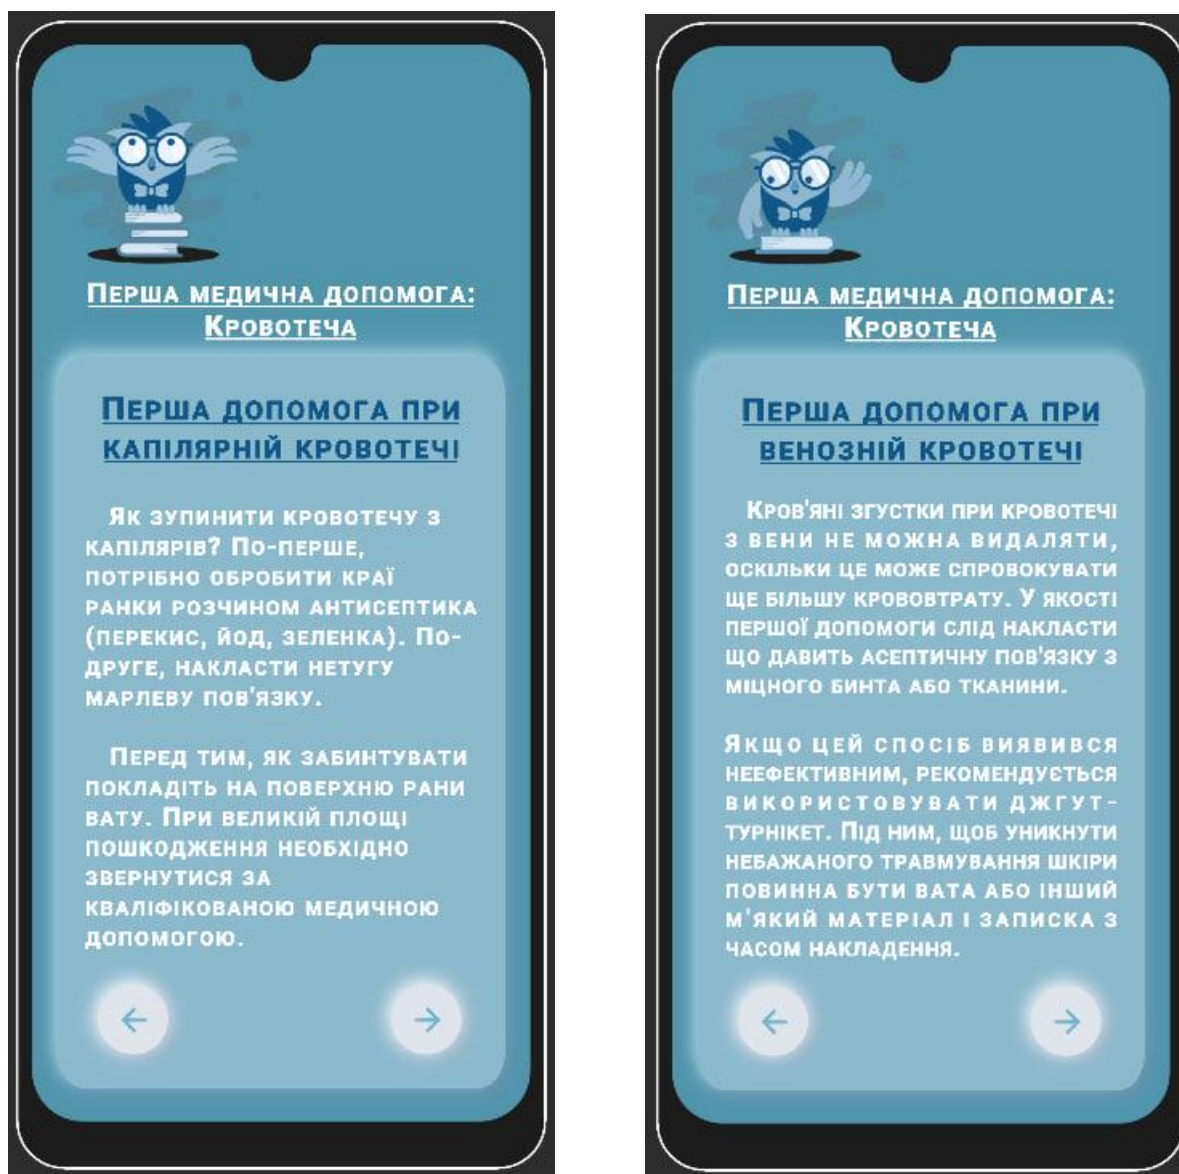 Перша медична допомога:
Кровотеча
Перша допомога при
капілярній кровотечі
Як зупинити кровотечу з
капілярів? По-перше,
потрібно обробити краї
ранки розчином антисептика
(перекис, йод, зеленка). По-
друге, накласти нетугу
марлеву пов'язку.
Перед тим, як забинтувати
покладіть на поверхню рани
вату. При великій площі
пошкодження необхідно
звернутися за
кваліфікованою медичною
допомогою.
Перша медична допомога:
Кровотеча
Перша допомога при
венозній кровотечі
Кров'яні згустки при кровотечі
з вени не можна видаляти,
оскільки це може спровокувати
ще більшу крововтрату. У якості
першої допомоги слід накласти
що давить асептичну пов'язку з
міцного бинта або тканини.
Якщо цей спосіб виявився
неефективним, рекомендується
використовувати джгут-
турнікет. Під ним, щоб уникнути
небажаного травмування шкіри
повинна бути вата або інший
м'який матеріал і записка з
часом накладення.